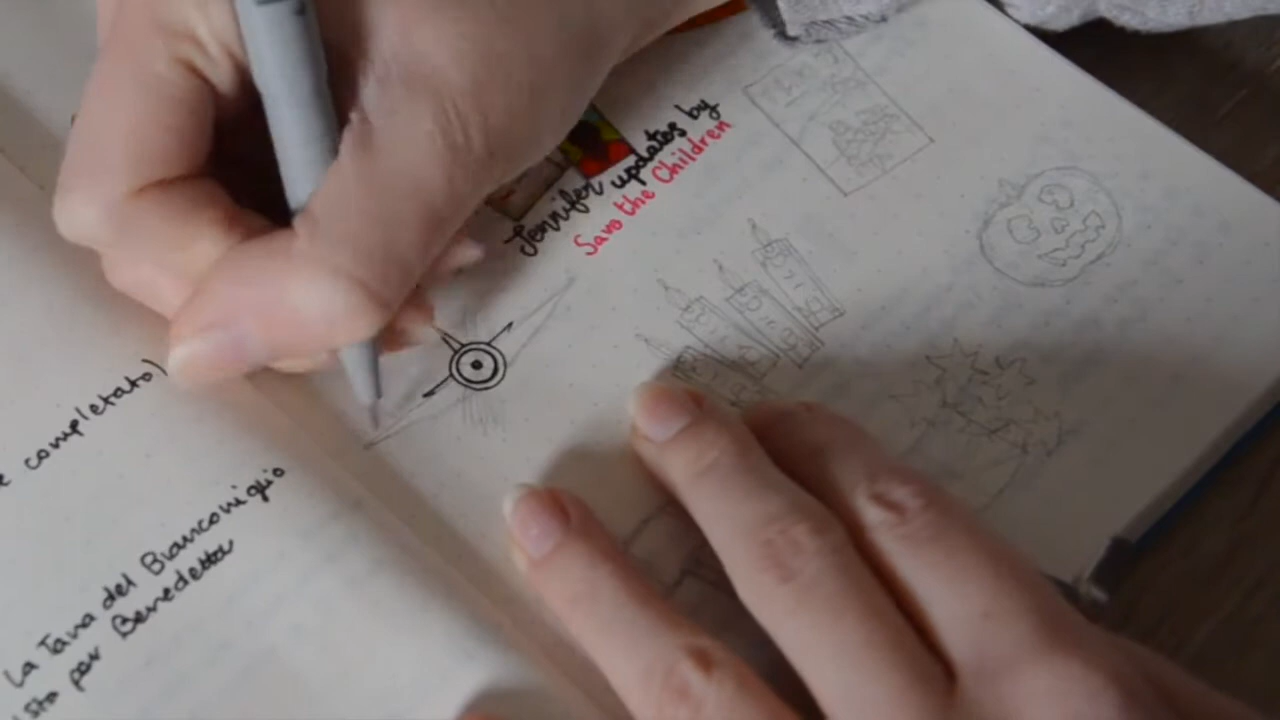 completato)
La Tana del Bianconiglio
per Benedetta
Jennifer updates by
Save the Children